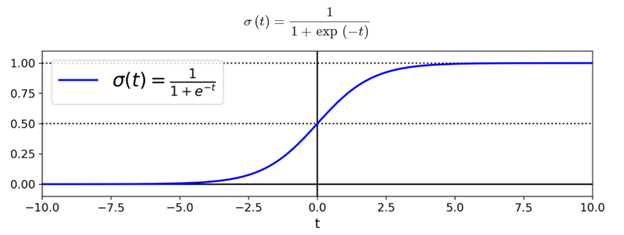 σ (t) = 1 / (1 + exp (−t))
σ(t) = 1 / (1 + e^{−t})
1.00
0.75
0.50
0.25
0.00
−10.0 −7.5 −5.0 −2.5 0.0 2.5 5.0 7.5 10.0
t